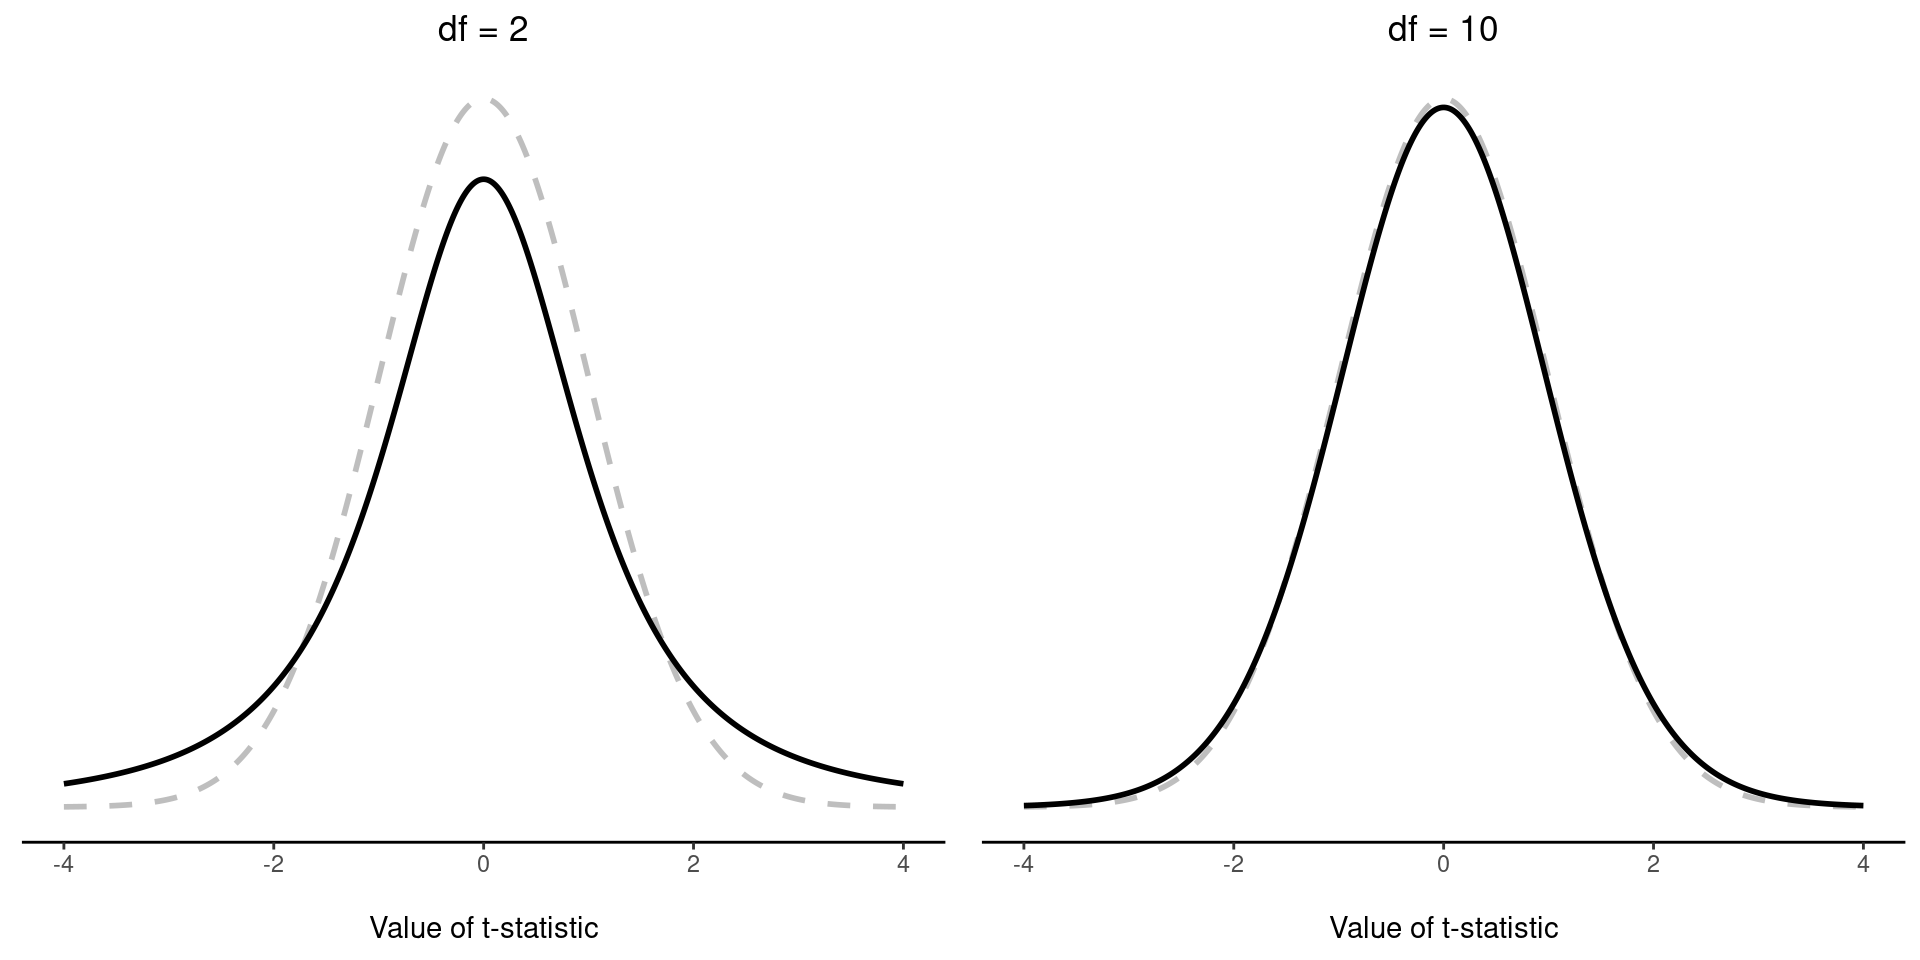 df = 2
-4 -2 0 2 4
Value of t-statistic
df = 10
-4 -2 0 2 4
Value of t-statistic